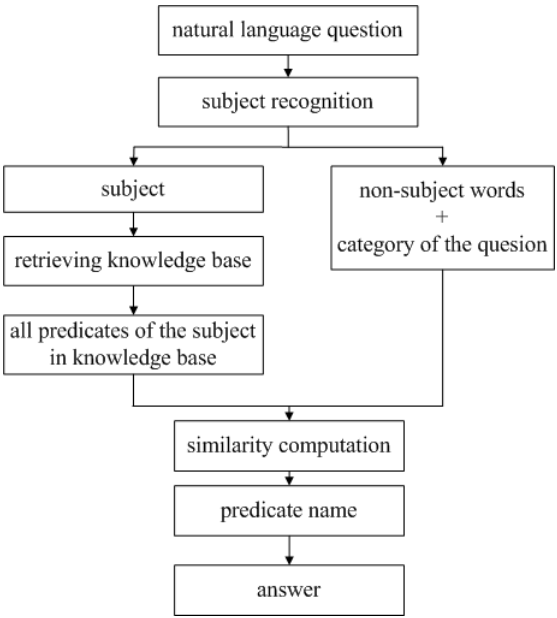 natural language question
subject recognition
subject
retrieving knowledge base
all predicates of the subject
in knowledge base
non-subject words
+
category of the quesion
similarity computation
predicate name
answer